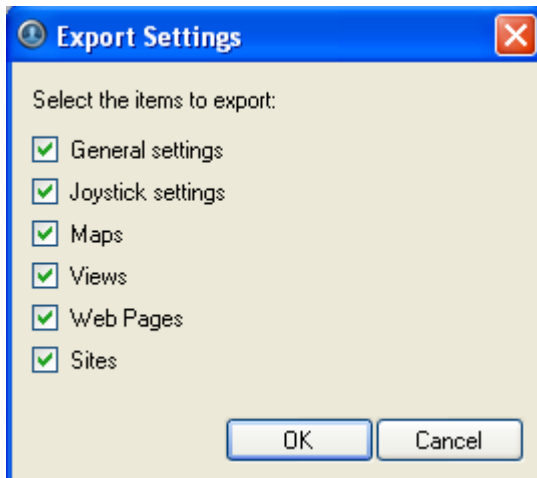 Export Settings
Select the items to export:
General settings
Joystick settings
Maps
Views
Web Pages
Sites
OK Cancel